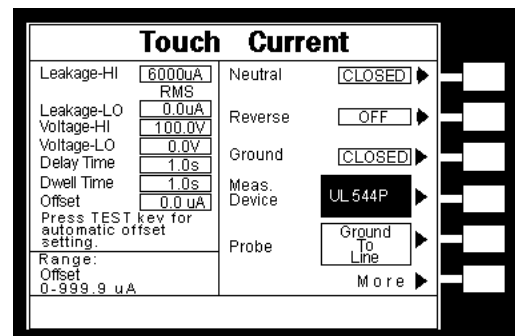 Touch Current
Leakage-HI 6000uA
RMS
Leakage-LO 0.0uA
Voltage-HI 100.0V
Voltage-LO 0.0V
Delay Time 1.0s
Dwell Time 1.0s
Offset 0.0 uA
Press TEST key for
automatic offset
setting.
Range:
Offset
0-999.9 uA
Neutral CLOSED
Reverse OFF
Ground CLOSED
Meas.
Device UL544P
Probe Ground
To
Line
More